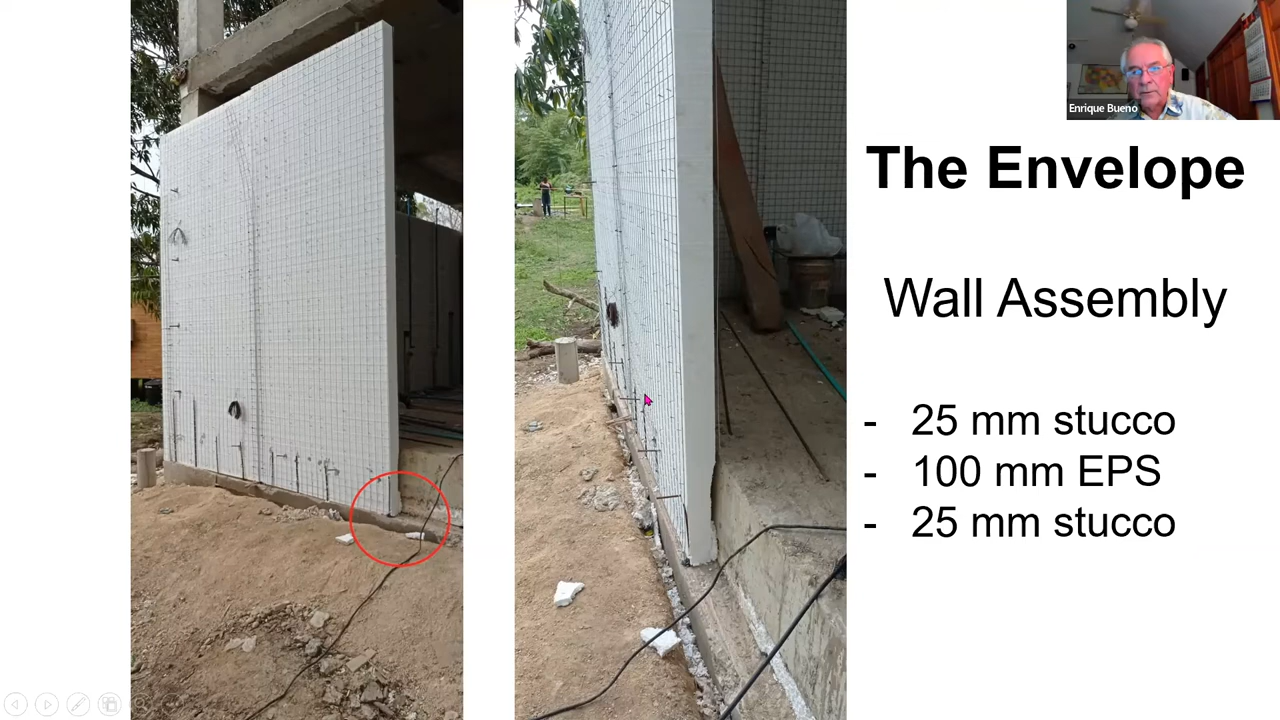 Enrique Bueno
The Envelope
Wall Assembly
- 25 mm stucco
- 100 mm EPS
- 25 mm stucco